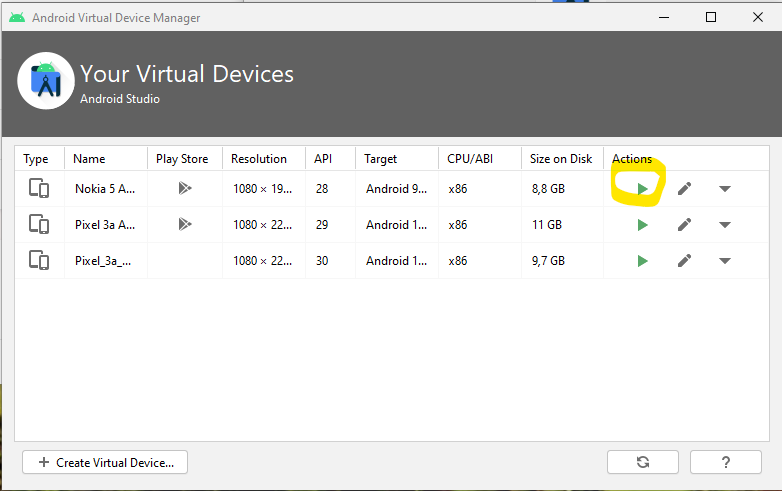 Android Virtual Device Manager
Your Virtual Devices
Android Studio
Type Name Play Store Resolution API Target CPU/ABI Size on Disk Actions
Nokia 5 A... 1080 × 19... 28 Android 9... x86 8,8 GB
Pixel 3a A... 1080 × 22... 29 Android 1... x86 11 GB
Pixel_3a_... 1080 × 22... 30 Android 1... x86 9,7 GB
+ Create Virtual Device... ?